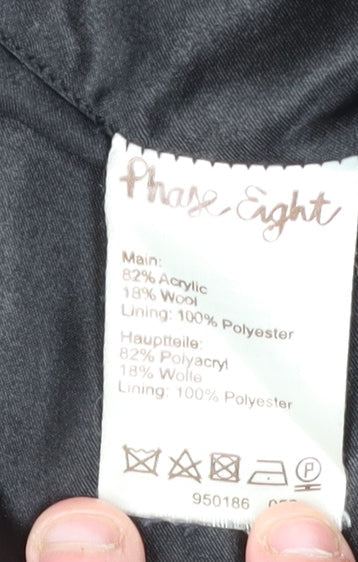 Phase Eight
Main:
82% Acrylic
18% Wool
Lining: 100% Polyester
Hauptteile:
82% Polyacryl
18% Wolle
Lining: 100% Polyester
P
950186